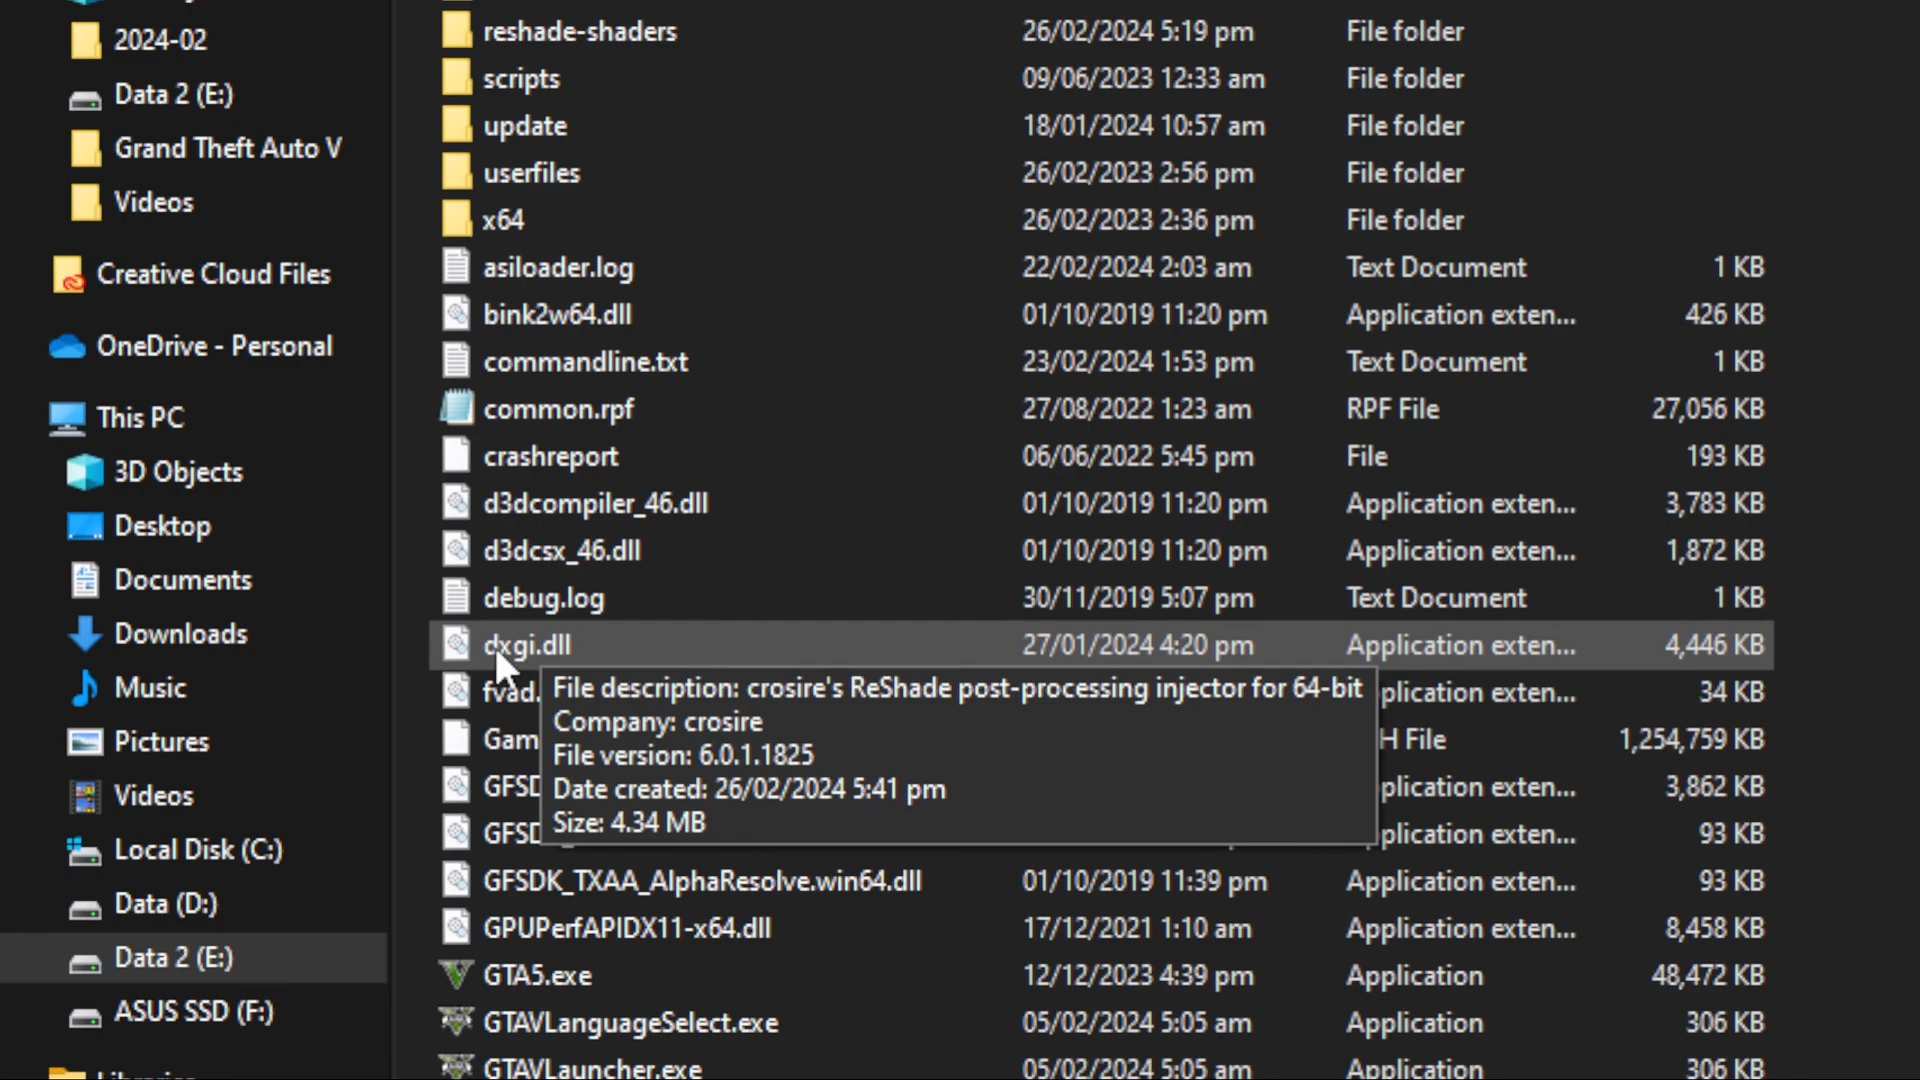 2024-02
Data 2 (E:)
Grand Theft Auto V
Videos
Creative Cloud Files
OneDrive - Personal
This PC
3D Objects
Desktop
Documents
Downloads
Music
Pictures
Videos
Local Disk (C:)
Data (D:)
Data 2 (E:)
ASUS SSD (F:)
reshade-shaders 26/02/2024 5:19 pm File folder
scripts 09/06/2023 12:33 am File folder
update 18/01/2024 10:57 am File folder
userfiles 26/02/2023 2:56 pm File folder
x64 26/02/2023 2:36 pm File folder
asiloader.log 22/02/2024 2:03 am Text Document 1 KB
bink2w64.dll 01/10/2019 11:20 pm Application exten... 426 KB
commandline.txt 23/02/2024 1:53 pm Text Document 1 KB
common.rpf 27/08/2022 1:23 am RPF File 27,056 KB
crashreport 06/06/2022 5:45 pm File 193 KB
d3dcompiler_46.dll 01/10/2019 11:20 pm Application exten... 3,783 KB
d3dcsx_46.dll 01/10/2019 11:20 pm Application exten... 1,872 KB
debug.log 30/11/2019 5:07 pm Text Document 1 KB
dxgi.dll 27/01/2024 4:20 pm Application exten... 4,446 KB
fvad. plication exten... 34 KB
Gam H File 1,254,759 KB
GFSD plication exten... 3,862 KB
GFSD plication exten... 93 KB
File description: crosire's ReShade post-processing injector for 64-bit
Company: crosire
File version: 6.0.1.1825
Date created: 26/02/2024 5:41 pm
Size: 4.34 MB
GFSDK_TXAA_AlphaResolve.win64.dll 01/10/2019 11:39 pm Application exten... 93 KB
GPUPerfAPIDX11-x64.dll 17/12/2021 1:10 am Application exten... 8,458 KB
GTA5.exe 12/12/2023 4:39 pm Application 48,472 KB
GTAVLanguageSelect.exe 05/02/2024 5:05 am Application 306 KB
GTAVLauncher.exe 05/02/2024 5:05 am Application 306 KB